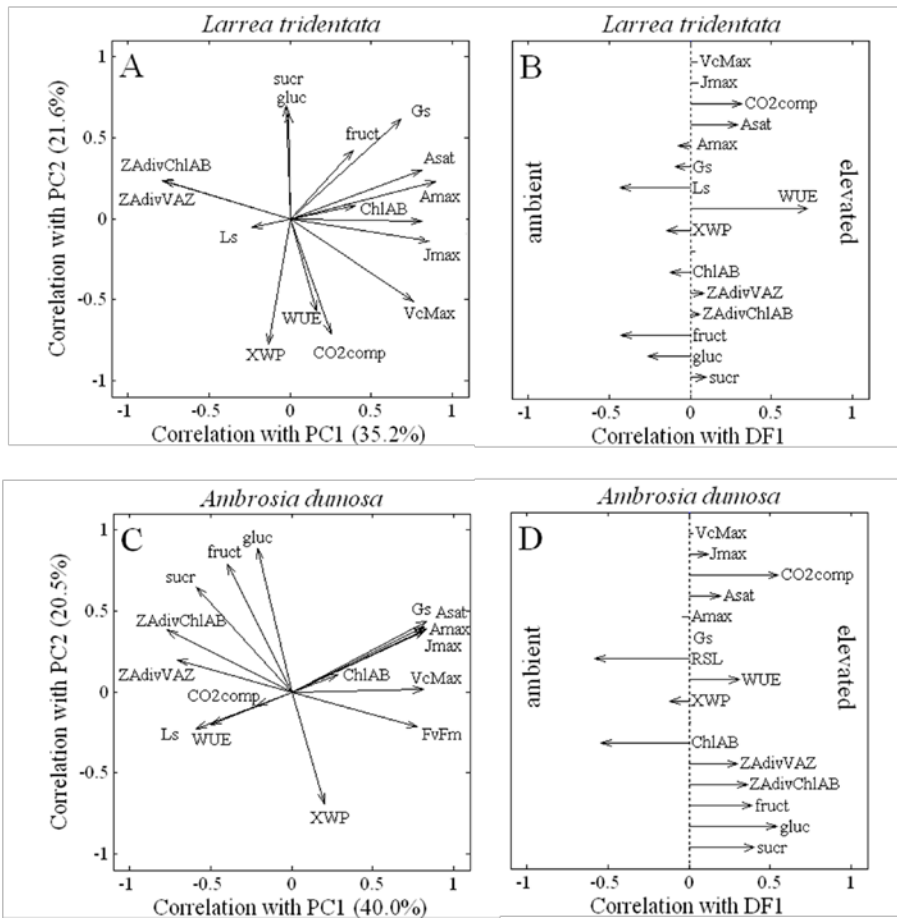 Larrea tridentata
A
Correlation with PC2 (21.6%)
1
0.5
0
-0.5
-1
sucr
gluc
Gs
fruct
ZAdivChlAB
Asat
ZAdivVAZ
Amax
ChlAB
Ls
Jmax
WUE
VcMax
XWP
CO2comp
-1
-0.5
0
0.5
1
Correlation with PC1 (35.2%)
Larrea tridentata
B
ambient
elevated
VcMax
Jmax
CO2comp
Asat
Amax
Gs
Ls
WUE
XWP
ChlAB
ZAdivVAZ
ZAdivChlAB
fruct
gluc
sucr
-1
-0.5
0
0.5
1
Correlation with DF1
Ambrosia dumosa
C
Correlation with PC2 (20.5%)
1
0.5
0
-0.5
-1
gluc
fruct
sucr
Gs
Asat
ZAdivChlAB
Amax
Jmax
ZAdivVAZ
ChlAB
VcMax
CO2comp
Ls
WUE
FvFm
XWP
-1
-0.5
0
0.5
1
Correlation with PC1 (40.0%)
Ambrosia dumosa
D
ambient
elevated
VcMax
Jmax
CO2comp
Asat
Amax
Gs
RSL
WUE
XWP
ChlAB
ZAdivVAZ
ZAdivChlAB
fruct
gluc
sucr
-1
-0.5
0
0.5
1
Correlation with DF1